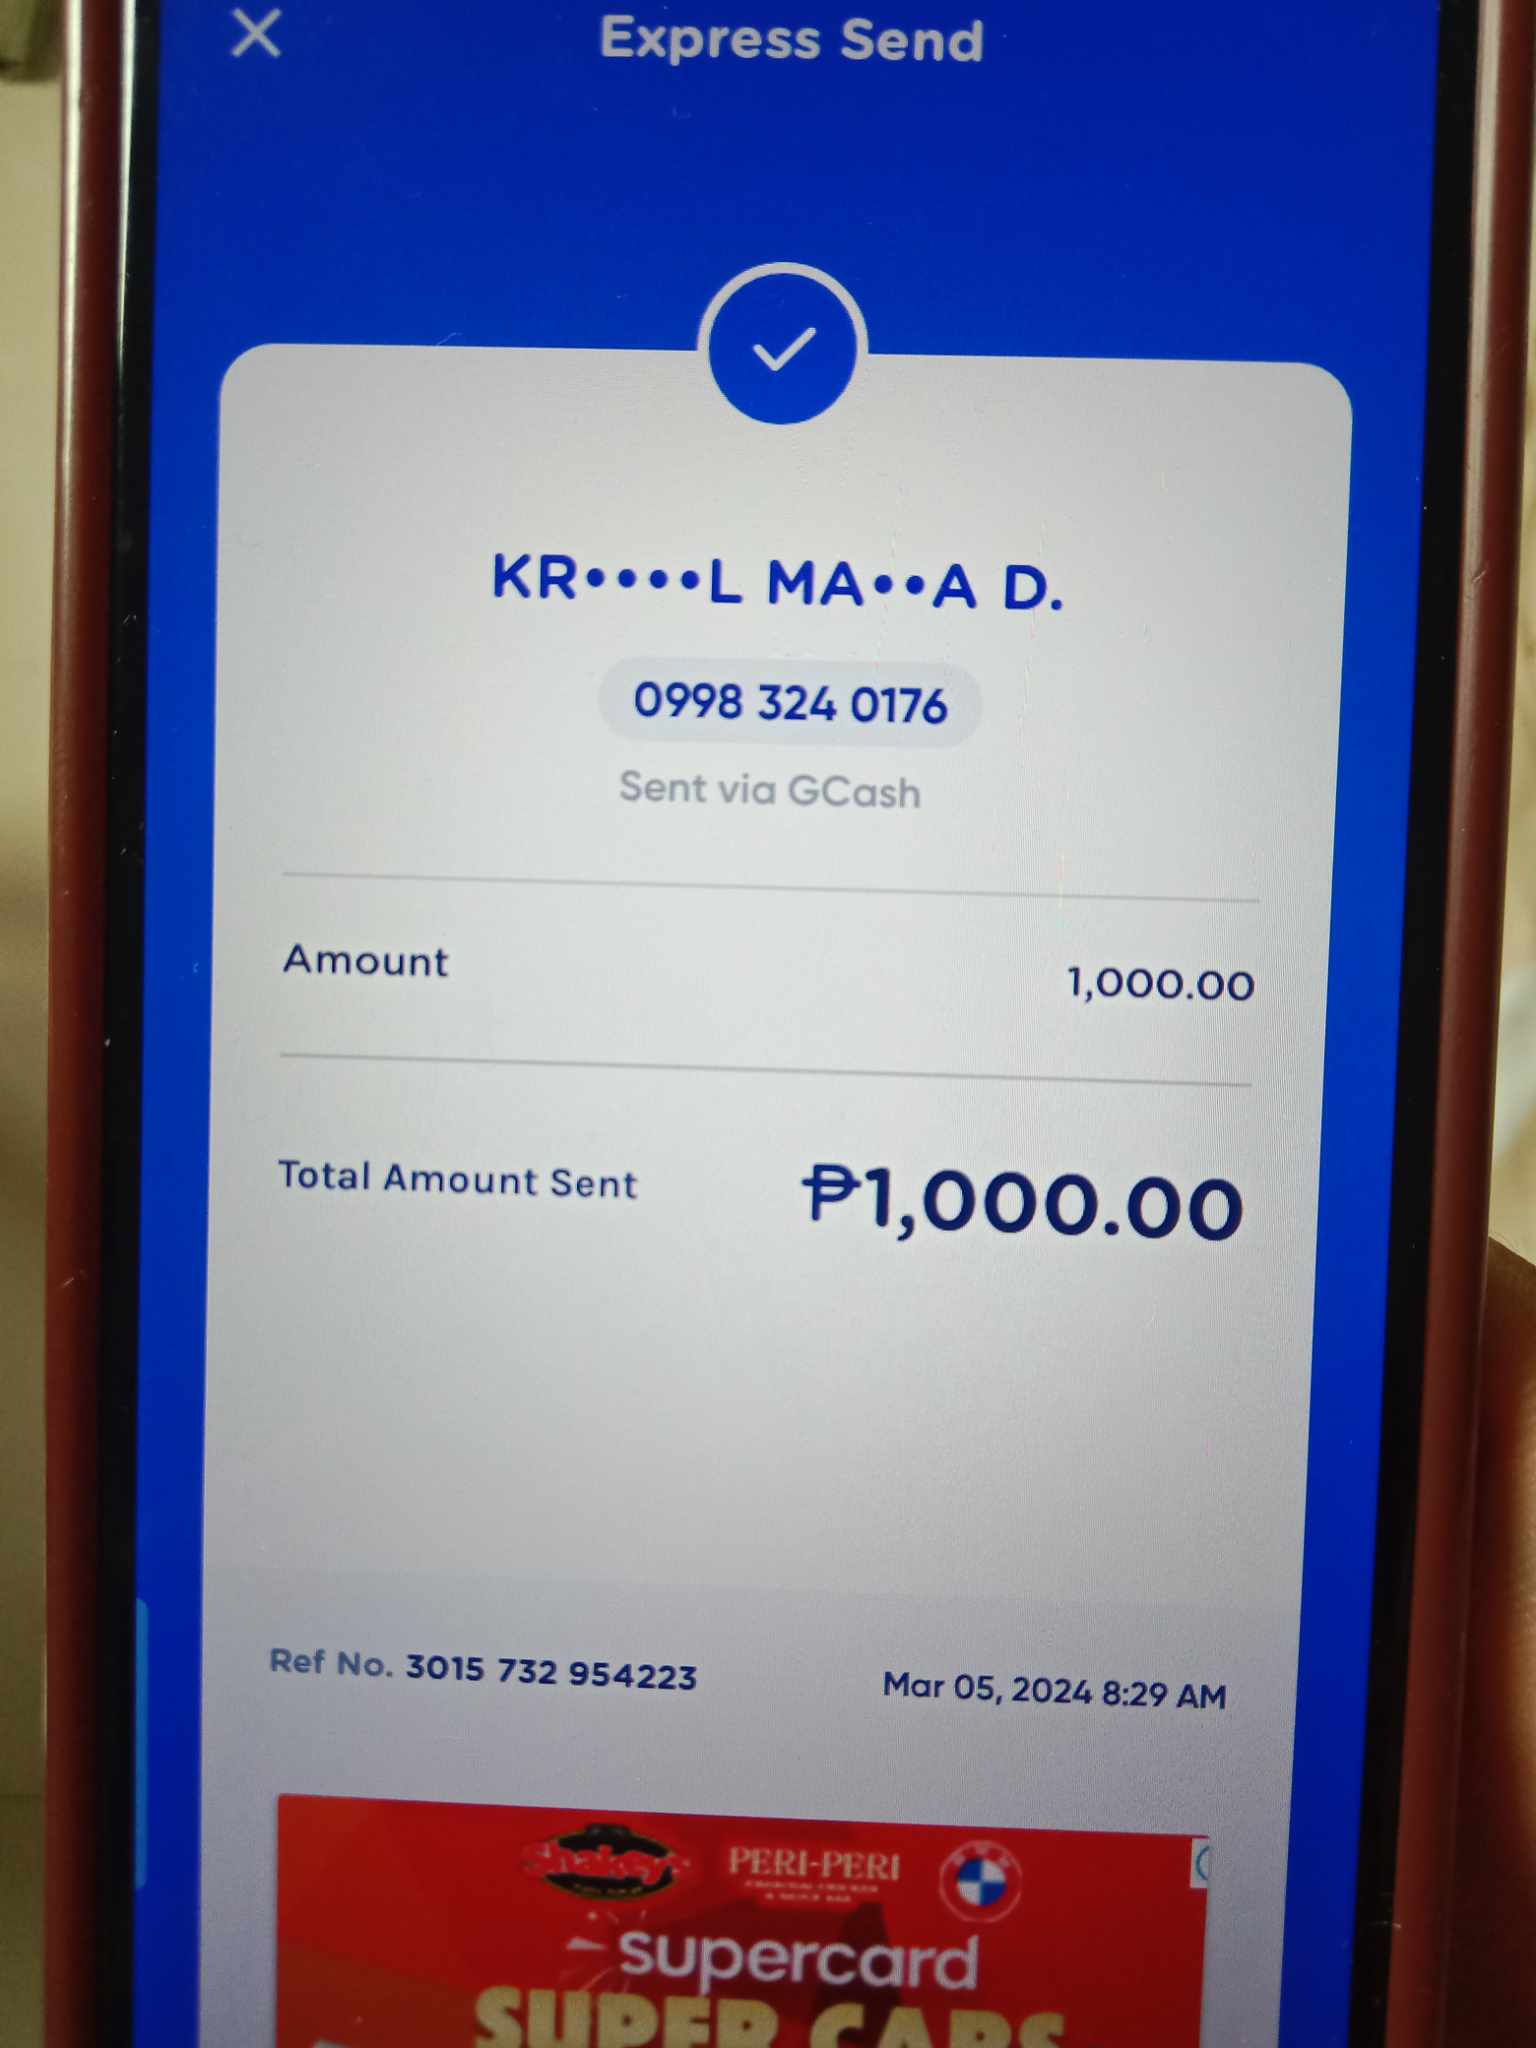 Express Send
KR••••L MA••A D.
0998 324 0176
Sent via GCash
Amount
1,000.00
Total Amount Sent
₱1,000.00
Ref No. 3015 732 954223
Mar 05, 2024 8:29 AM
Shakey's
PERI-PERI
BMW
supercard
SUPER CARS